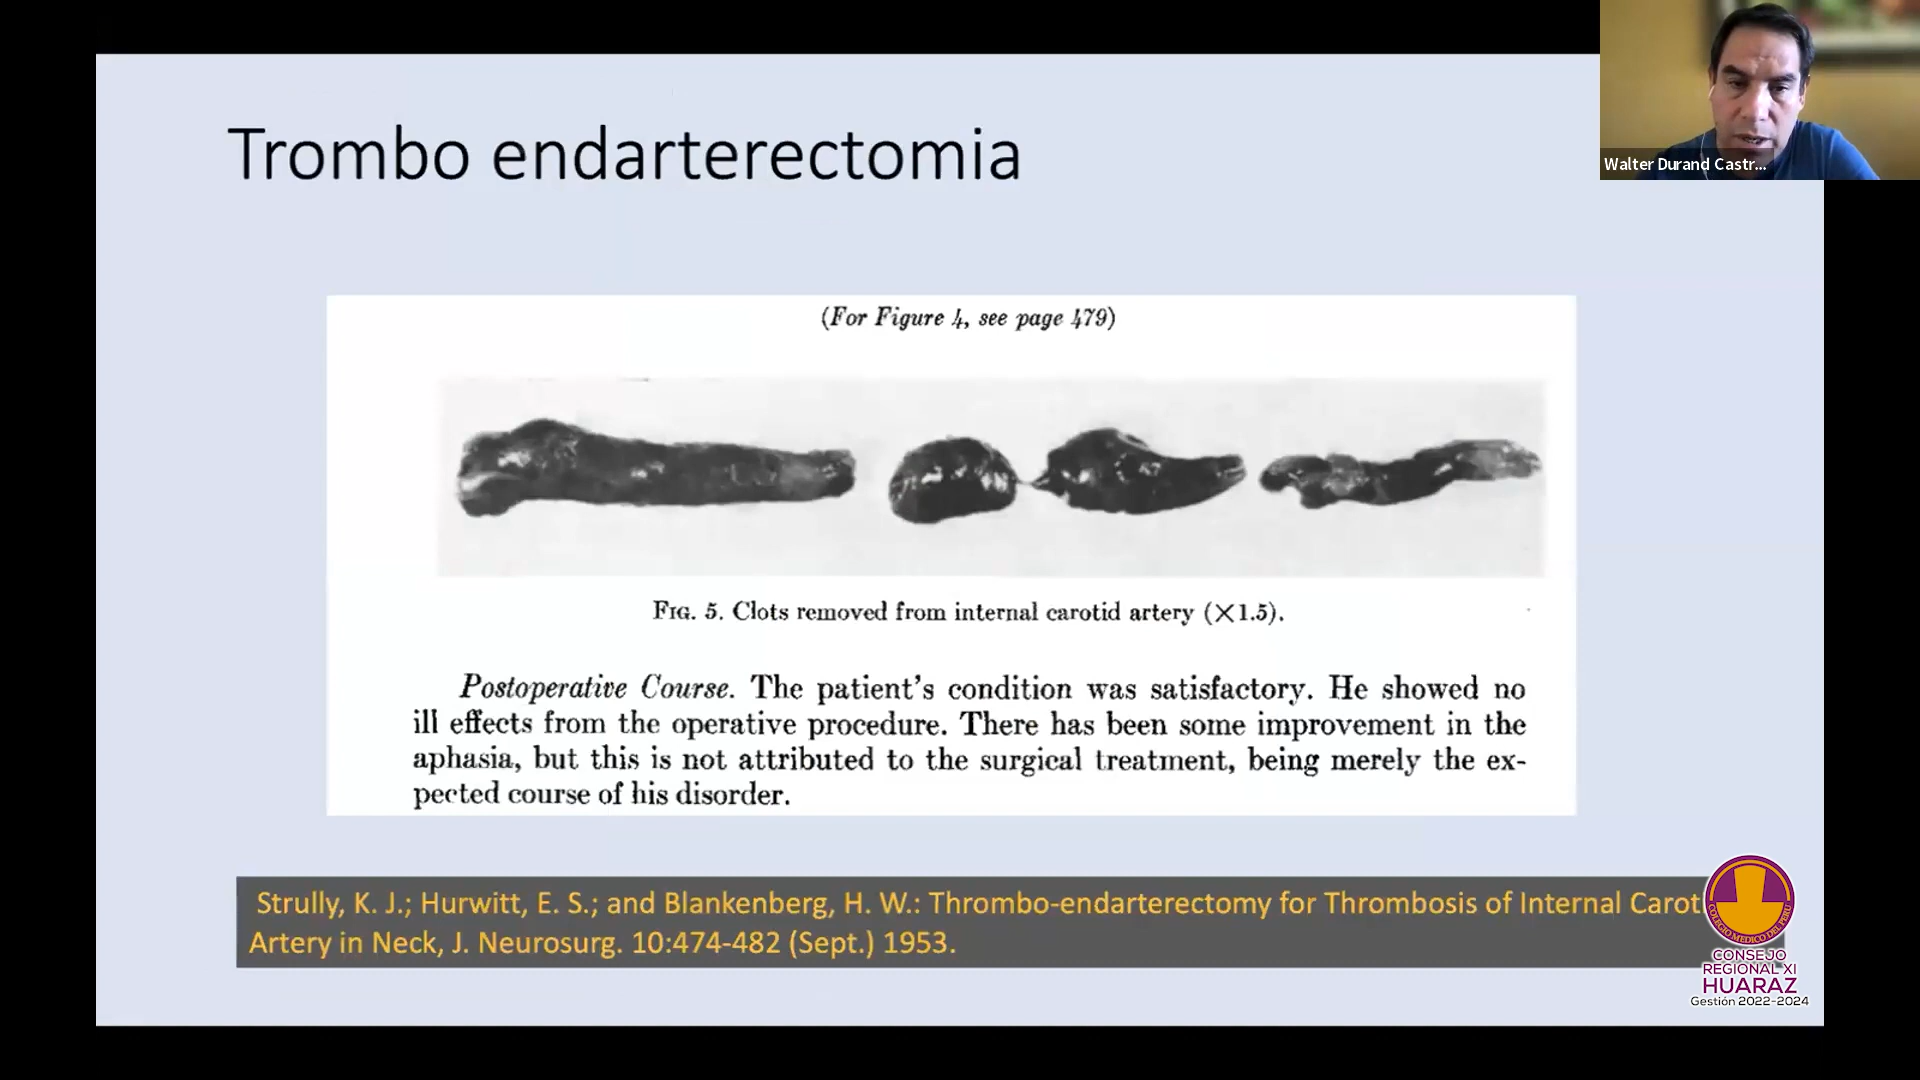 Trombo endarterectomia
Walter Durand Castr...
(For Figure 4, see page 479)
FIG. 5. Clots removed from internal carotid artery (×1.5).
Postoperative Course. The patient's condition was satisfactory. He showed no
ill effects from the operative procedure. There has been some improvement in the
aphasia, but this is not attributed to the surgical treatment, being merely the ex-
pected course of his disorder.
Strully, K. J.; Hurwitt, E. S.; and Blankenberg, H. W.: Thrombo-endarterectomy for Thrombosis of Internal Carot
Artery in Neck, J. Neurosurg. 10:474-482 (Sept.) 1953.
COLEGIO MEDICO DEL PERU
CONSEJO
REGIONAL XI
HUARAZ
Gestión 2022-2024